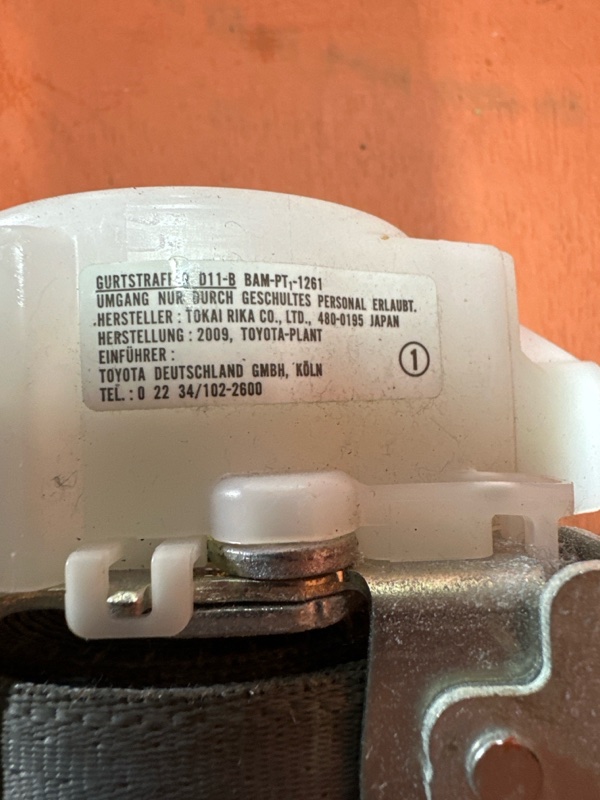 GURTSTRAFFER D11-B BAM-PT₁-1261
UMGANG NUR DURCH GESCHULTES PERSONAL ERLAUBT.
HERSTELLER : TOKAI RIKA CO., LTD., 480-0195 JAPAN
HERSTELLUNG : 2009, TOYOTA-PLANT
EINFÜHRER :
TOYOTA DEUTSCHLAND GMBH, KÖLN
TEL. : 0 22 34/102-2600
1